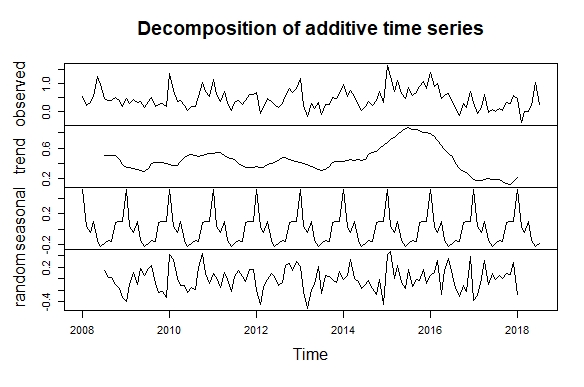 Decomposition of additive time series
observed
0.0 1.0
trend
0.2 0.6
seasonal
-0.2 0.2
random
-0.4 0.2
2008 2010 2012 2014 2016 2018
Time